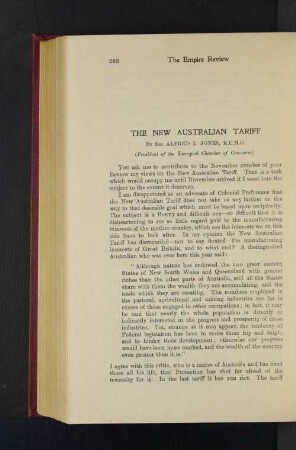 288 The Empire Review
THE NEW AUSTRALIAN TARIFF
By Sir ALFRED L. JONES, K.C.M.G.
(President of the Liverpool Chamber of Commerce)
You ask me to contribute to the November number of your
Review my views on the New Australian Tariff. That is a task
which would occupy me until November arrived if I went into the
subject to the extent it deserves.
I am disappointed as an advocate of Colonial Preference that
the New Australian Tariff does not take us any farther on the
way to that desirable goal which must be based upon reciprocity.
The subject is a thorny and difficult one—so difficult that it is
disheartening to see so little regard paid to the manufacturing
interests of the mother-country, which are the interests we on this
side have to look after. In my opinion the New Australian
Tariff has disregarded—not to say flouted—the manufacturing
interests of Great Britain, and to what end? A distinguished
Australian who was over here this year said:
"Although nature has endowed the two great eastern
States of New South Wales and Queensland with greater
riches than the other parts of Australia, still all the States
share with them the wealth they are accumulating, and the
trade which they are creating. The numbers employed in
the pastoral, agricultural and mining industries are far in
excess of those engaged in other occupations; in fact, it may
be said that nearly the whole population is directly or
indirectly interested in the progress and prosperity of these
industries. Yet, strange as it may appear, the tendency of
Federal legislation has been to strike them hip and thigh,
and to hinder their development; otherwise our progress
would have been more marked, and the wealth of the country
even greater than it is."
I agree with this critic, who is a native of Australia and has lived
there all his life, that Protection has shot far ahead of the
necessity for it. In the last tariff it has run riot. The tariff